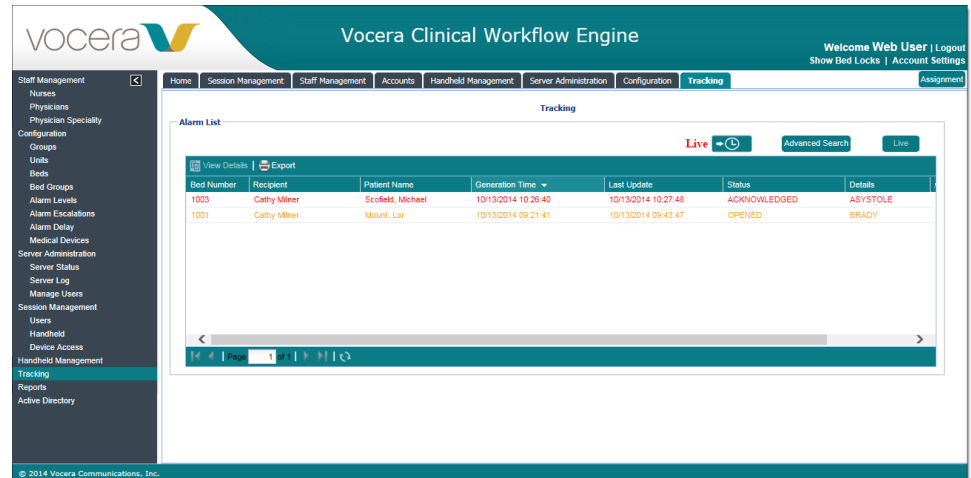 vocera
Vocera Clinical Workflow Engine
Welcome Web User | Logout
Show Bed Locks | Account Settings
Staff Management
Nurses
Physicians
Physician Speciality
Configuration
Groups
Units
Beds
Bed Groups
Alarm Levels
Alarm Escalations
Alarm Delay
Medical Devices
Server Administration
Server Status
Server Log
Manage Users
Session Management
Users
Handheld
Device Access
Handheld Management
Tracking
Reports
Active Directory
Home Session Management Staff Management Accounts Handheld Management Server Administration Configuration Tracking Assignment
Tracking
Alarm List
Live Advanced Search Live
View Details | Export
Bed Number Recipient Patient Name Generation Time Last Update Status Details
1003 Cathy Milner Scofield, Michael 10/13/2014 10:26:40 10/13/2014 10:27:46 ACKNOWLEDGED ASYSTOLE
1001 Cathy Milner Mount, Lor 10/13/2014 09:21:41 10/13/2014 09:43:47 OPENED BRADY
Page 1 of 1
© 2014 Vocera Communications, Inc.